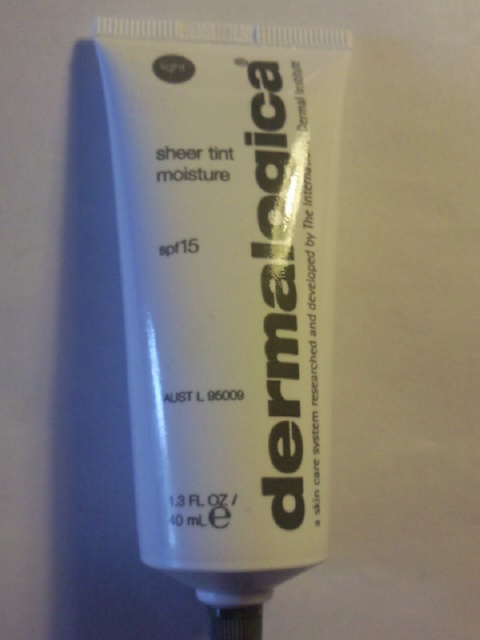 light
sheer tint
moisture
spf15
AUST L 95009
1.3 FL OZ /
40 mL e
dermalogica®
a skin care system researched and developed by The International Dermal Institute